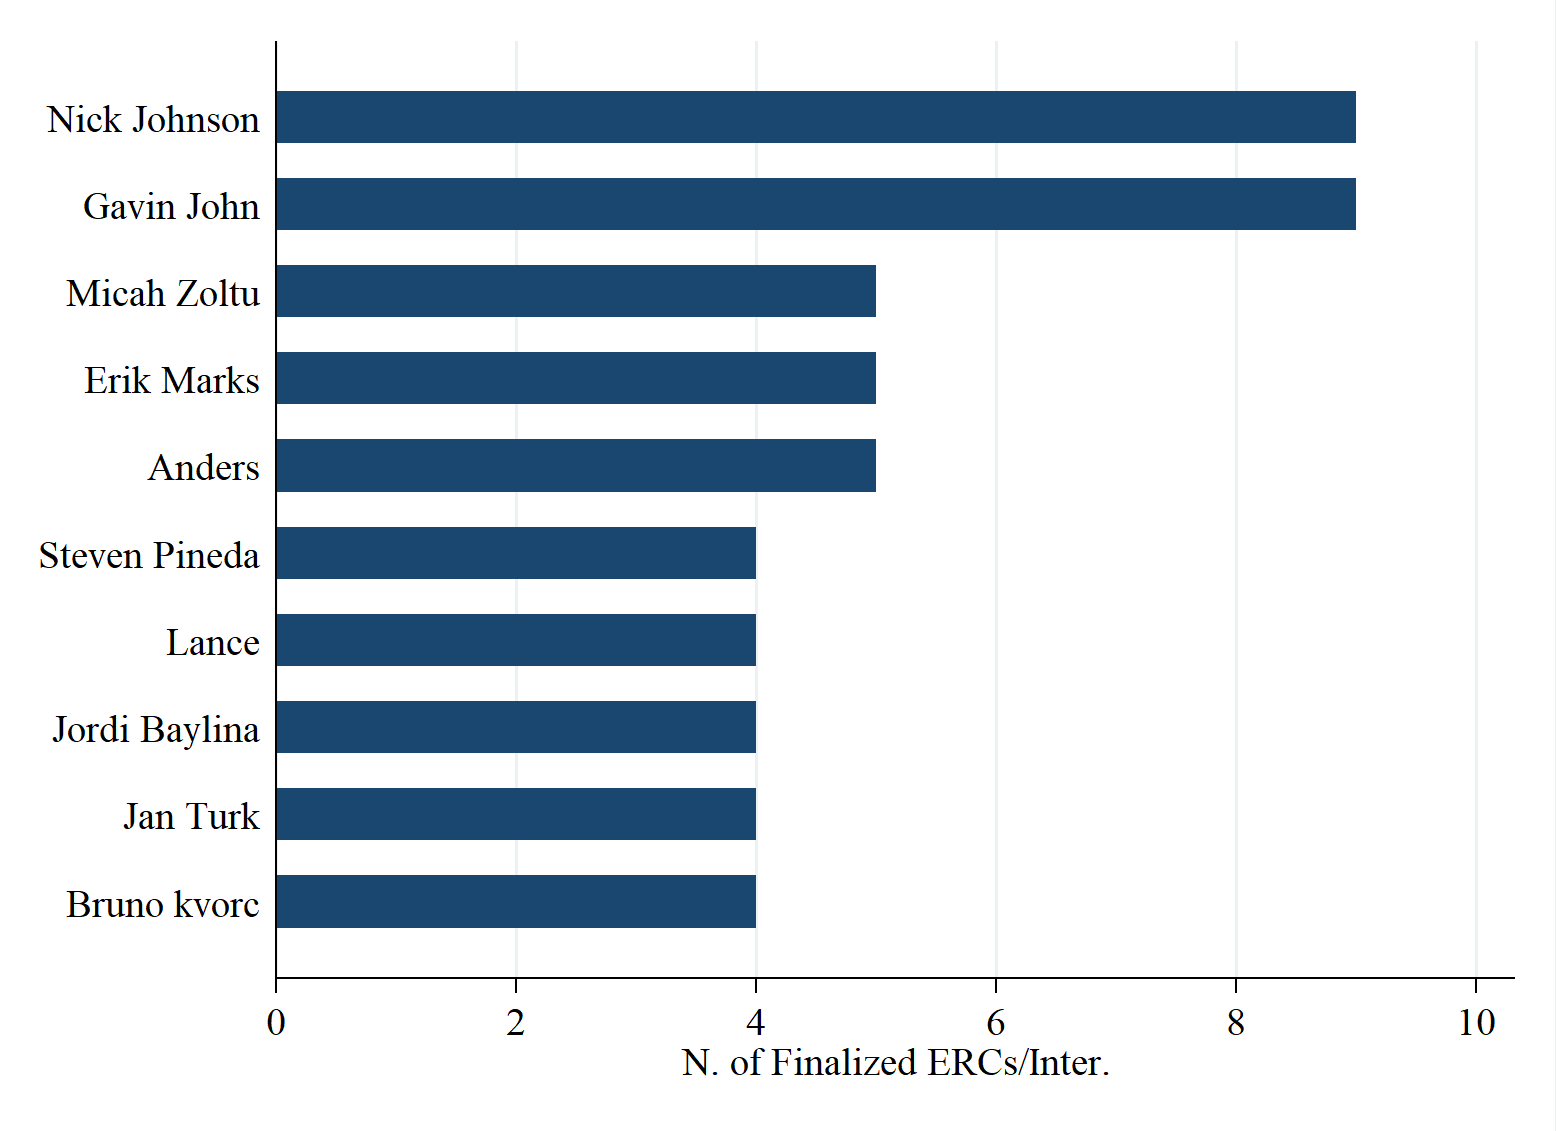 Nick Johnson
Gavin John
Micah Zoltu
Erik Marks
Anders
Steven Pineda
Lance
Jordi Baylina
Jan Turk
Bruno kvorc
0 2 4 6 8 10
N. of Finalized ERCs/Inter.